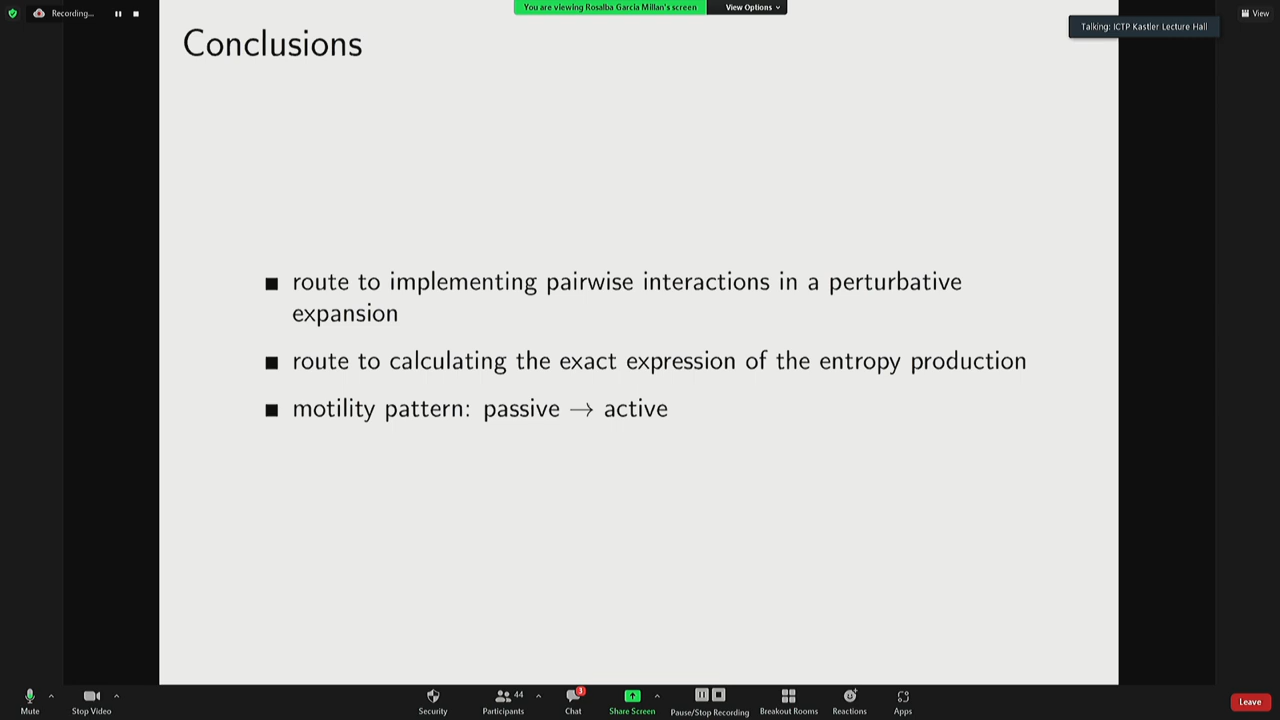 Recording...
You are viewing Rosalba Garcia Millan's screen
View Options
View
Talking: ICTP Kastler Lecture Hall
Conclusions
route to implementing pairwise interactions in a perturbative
expansion
route to calculating the exact expression of the entropy production
motility pattern: passive → active
Mute
Stop Video
Security
44
Participants
3
Chat
Share Screen
Pause/Stop Recording
Breakout Rooms
Reactions
Apps
Leave